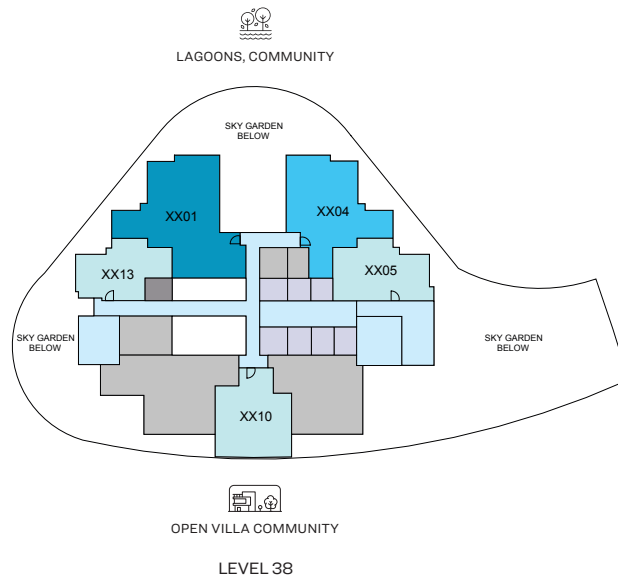 LAGOONS, COMMUNITY
SKY GARDEN
BELOW
XX01
XX04
XX13
XX05
SKY GARDEN
BELOW
SKY GARDEN
BELOW
XX10
OPEN VILLA COMMUNITY
LEVEL 38